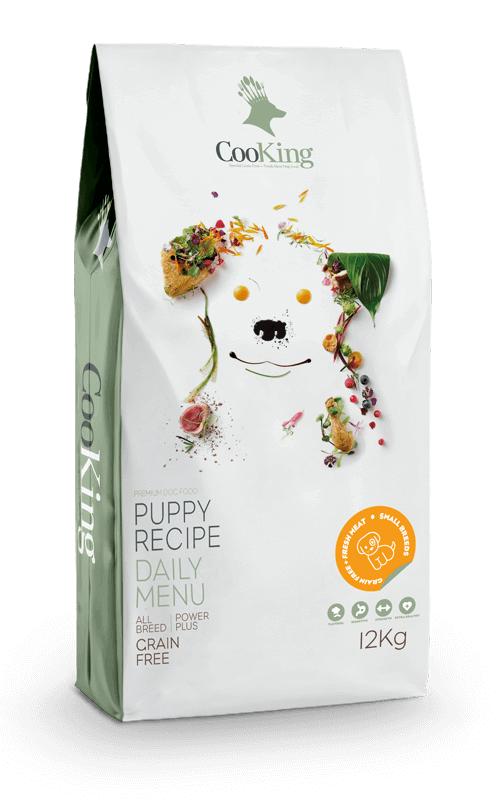 CooKing
CooKing
PREMIUM DOG FOOD
PUPPY
RECIPE
DAILY
MENU
ALL
BREED
POWER
PLUS
GRAIN
FREE
GRAIN FREE + FRESH MEAT • SMALL BREEDS
12Kg